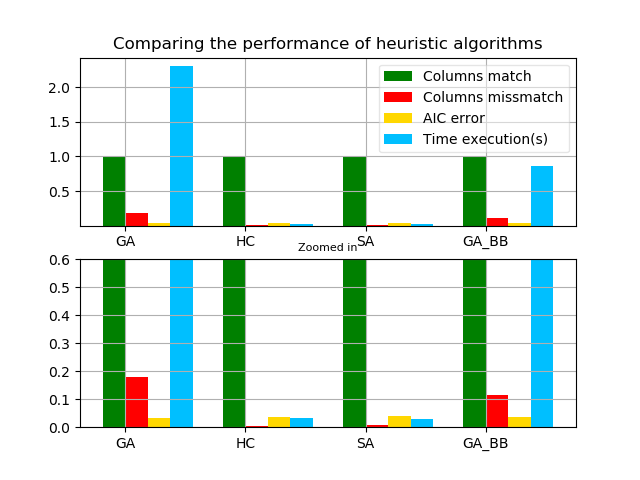 Comparing the performance of heuristic algorithms
2.0
1.5
1.0
0.5
Columns match
Columns missmatch
AIC error
Time execution(s)
GA HC SA GA_BB
Zoomed in
0.6
0.5
0.4
0.3
0.2
0.1
0.0
GA HC SA GA_BB